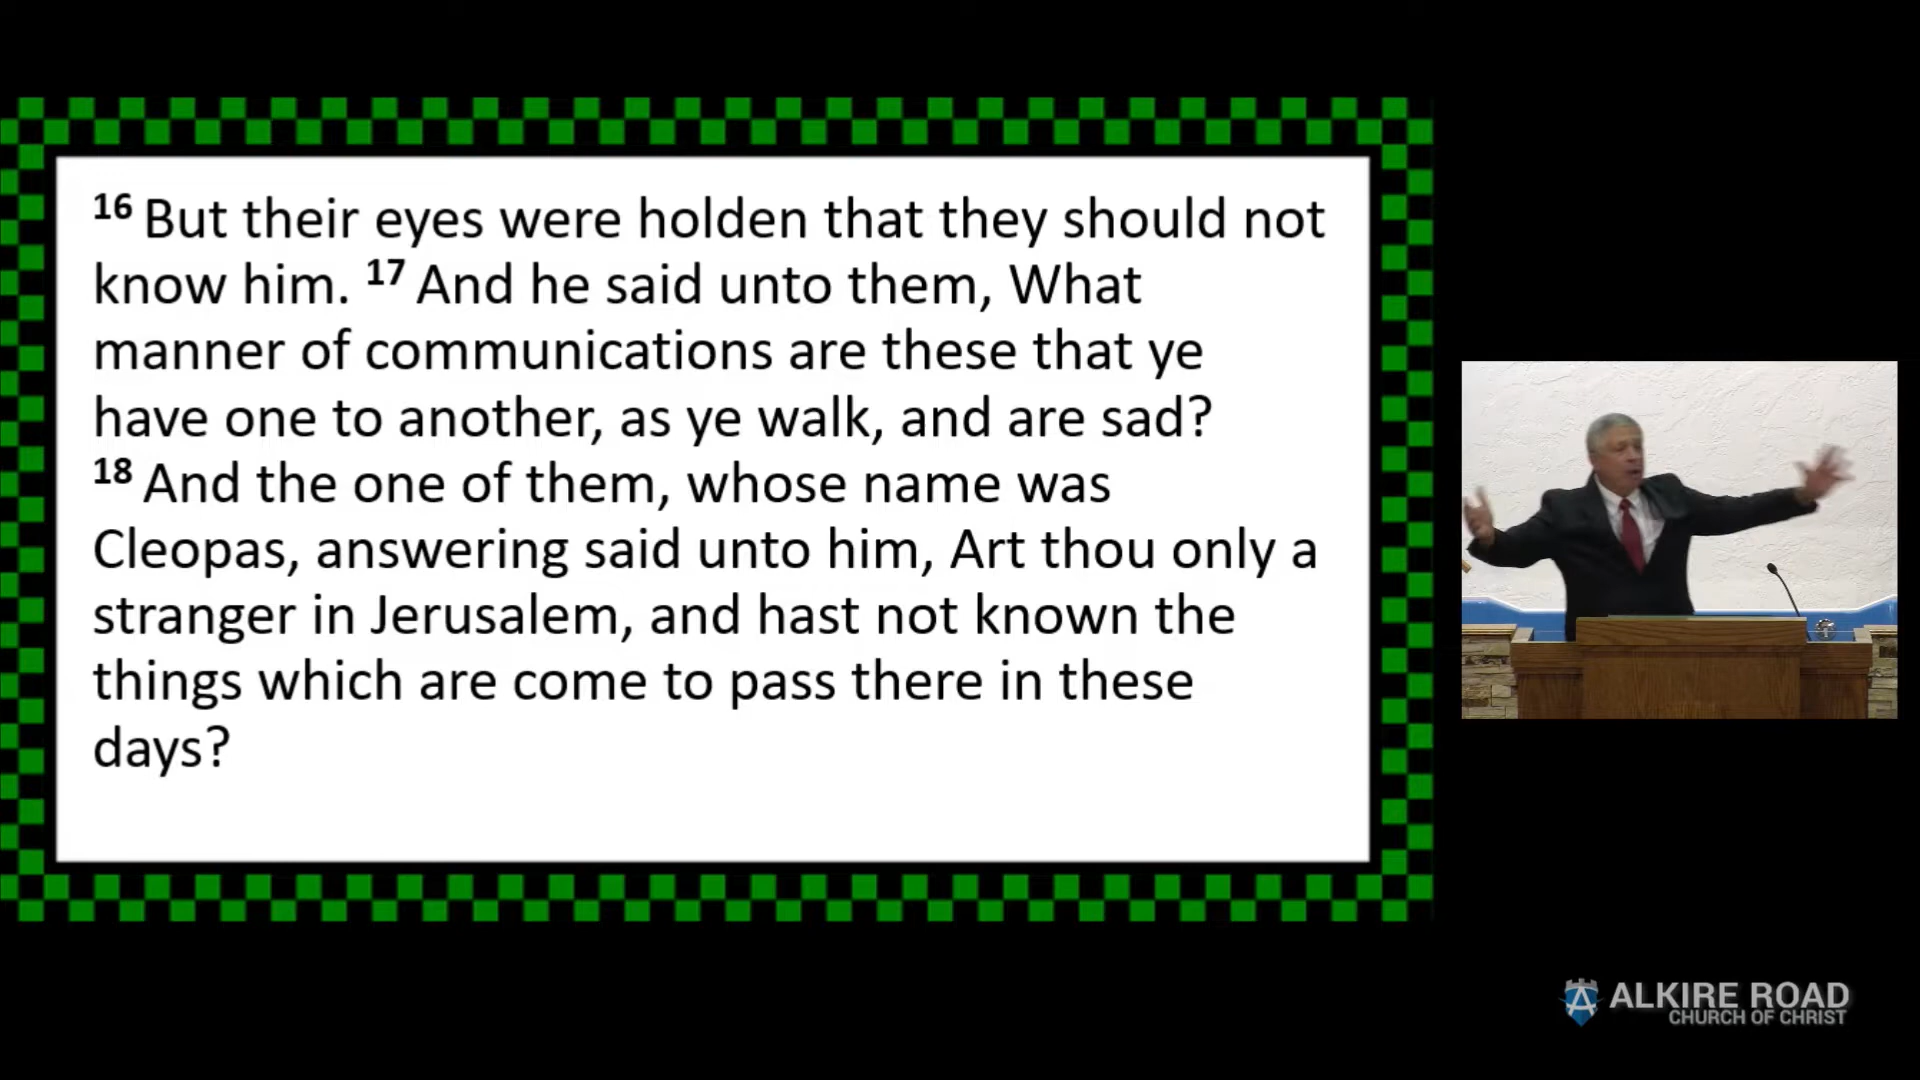 16 But their eyes were holden that they should not
know him. 17 And he said unto them, What
manner of communications are these that ye
have one to another, as ye walk, and are sad?
18 And the one of them, whose name was
Cleopas, answering said unto him, Art thou only a
stranger in Jerusalem, and hast not known the
things which are come to pass there in these
days?
ALKIRE ROAD
CHURCH OF CHRIST